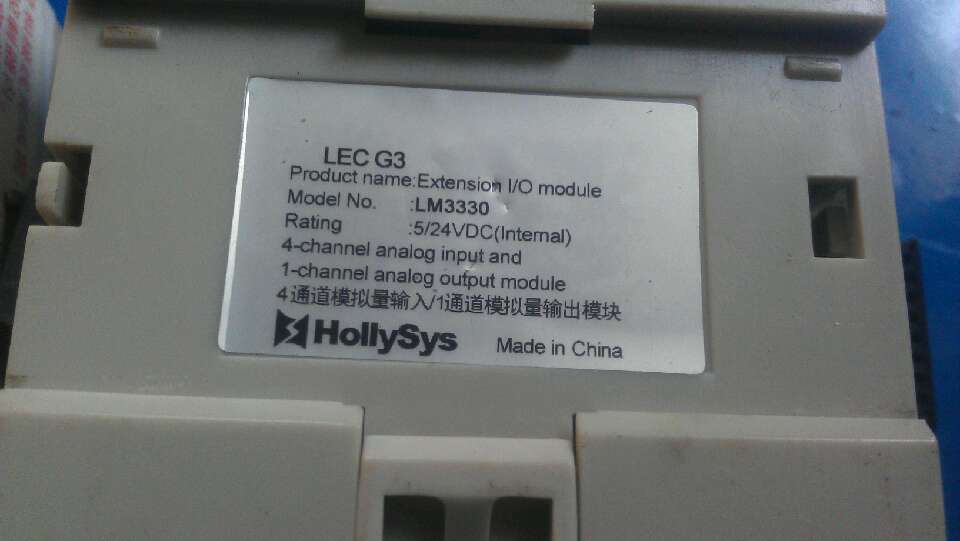 LEC G3
Product name:Extension I/O module
Model No. :LM3330
Rating :5/24VDC(Internal)
4-channel analog input and
1-channel analog output module
4通道模拟量输入/1通道模拟量输出模块
HollySys Made in China